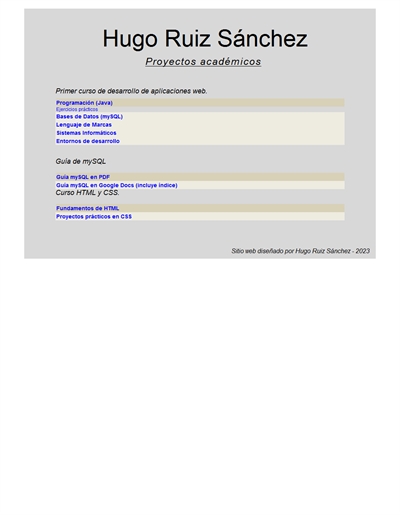 Hugo Ruiz Sánchez
Proyectos académicos
Primer curso de desarrollo de aplicaciones web.
Programación (Java)
Ejercicios prácticos
Bases de Datos (mySQL)
Lenguaje de Marcas
Sistemas Informáticos
Entornos de desarrollo
Guía de mySQL
Guía mySQL en PDF
Guía mySQL en Google Docs (incluye índice)
Curso HTML y CSS.
Fundamentos de HTML
Proyectos prácticos en CSS
Sitio web diseñado por Hugo Ruiz Sánchez - 2023